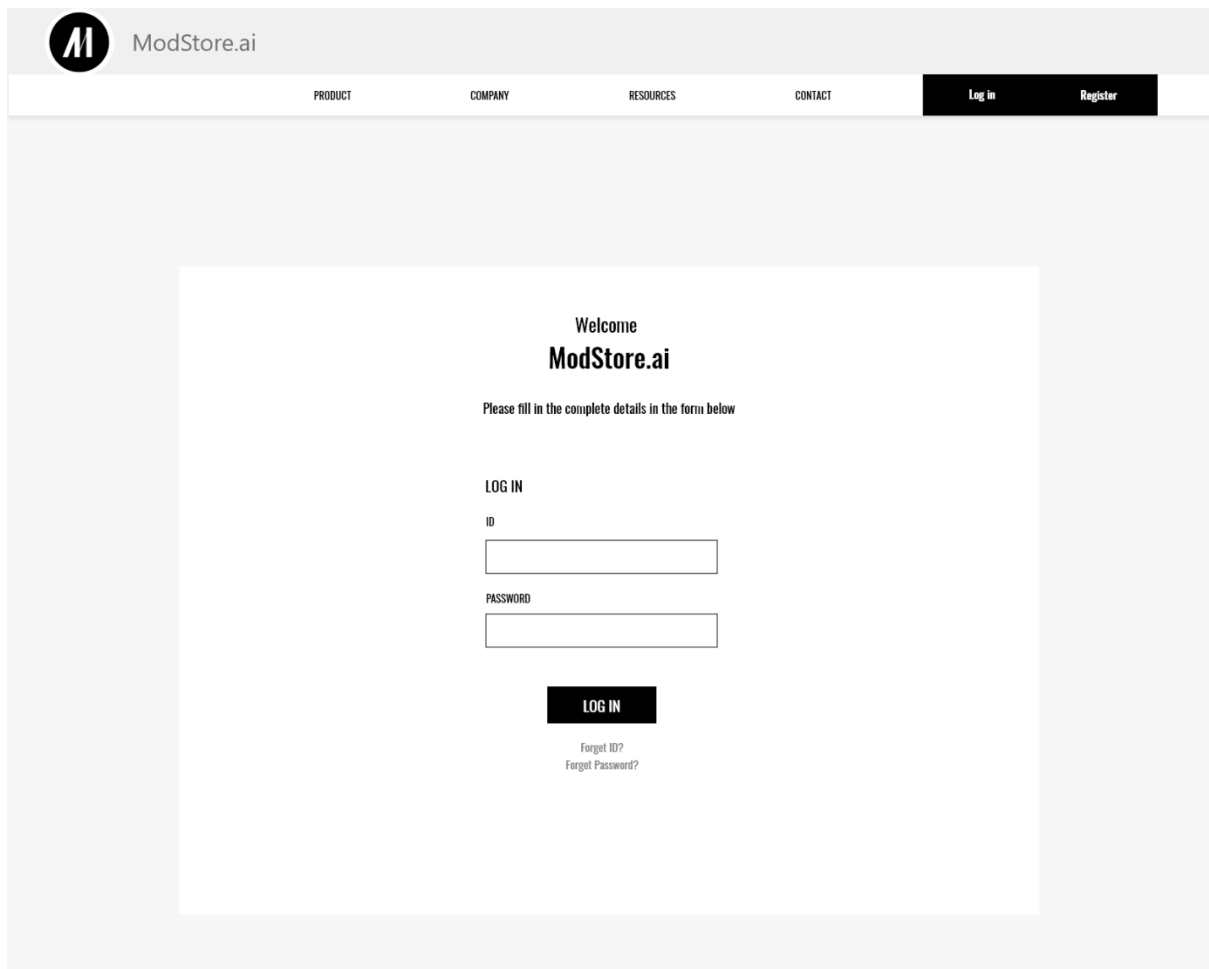 ModStore.ai
PRODUCT COMPANY RESOURCES CONTACT Log in Register
Welcome
ModStore.ai
Please fill in the complete details in the form below
LOG IN
ID
PASSWORD
LOG IN
Forget ID?
Forget Password?